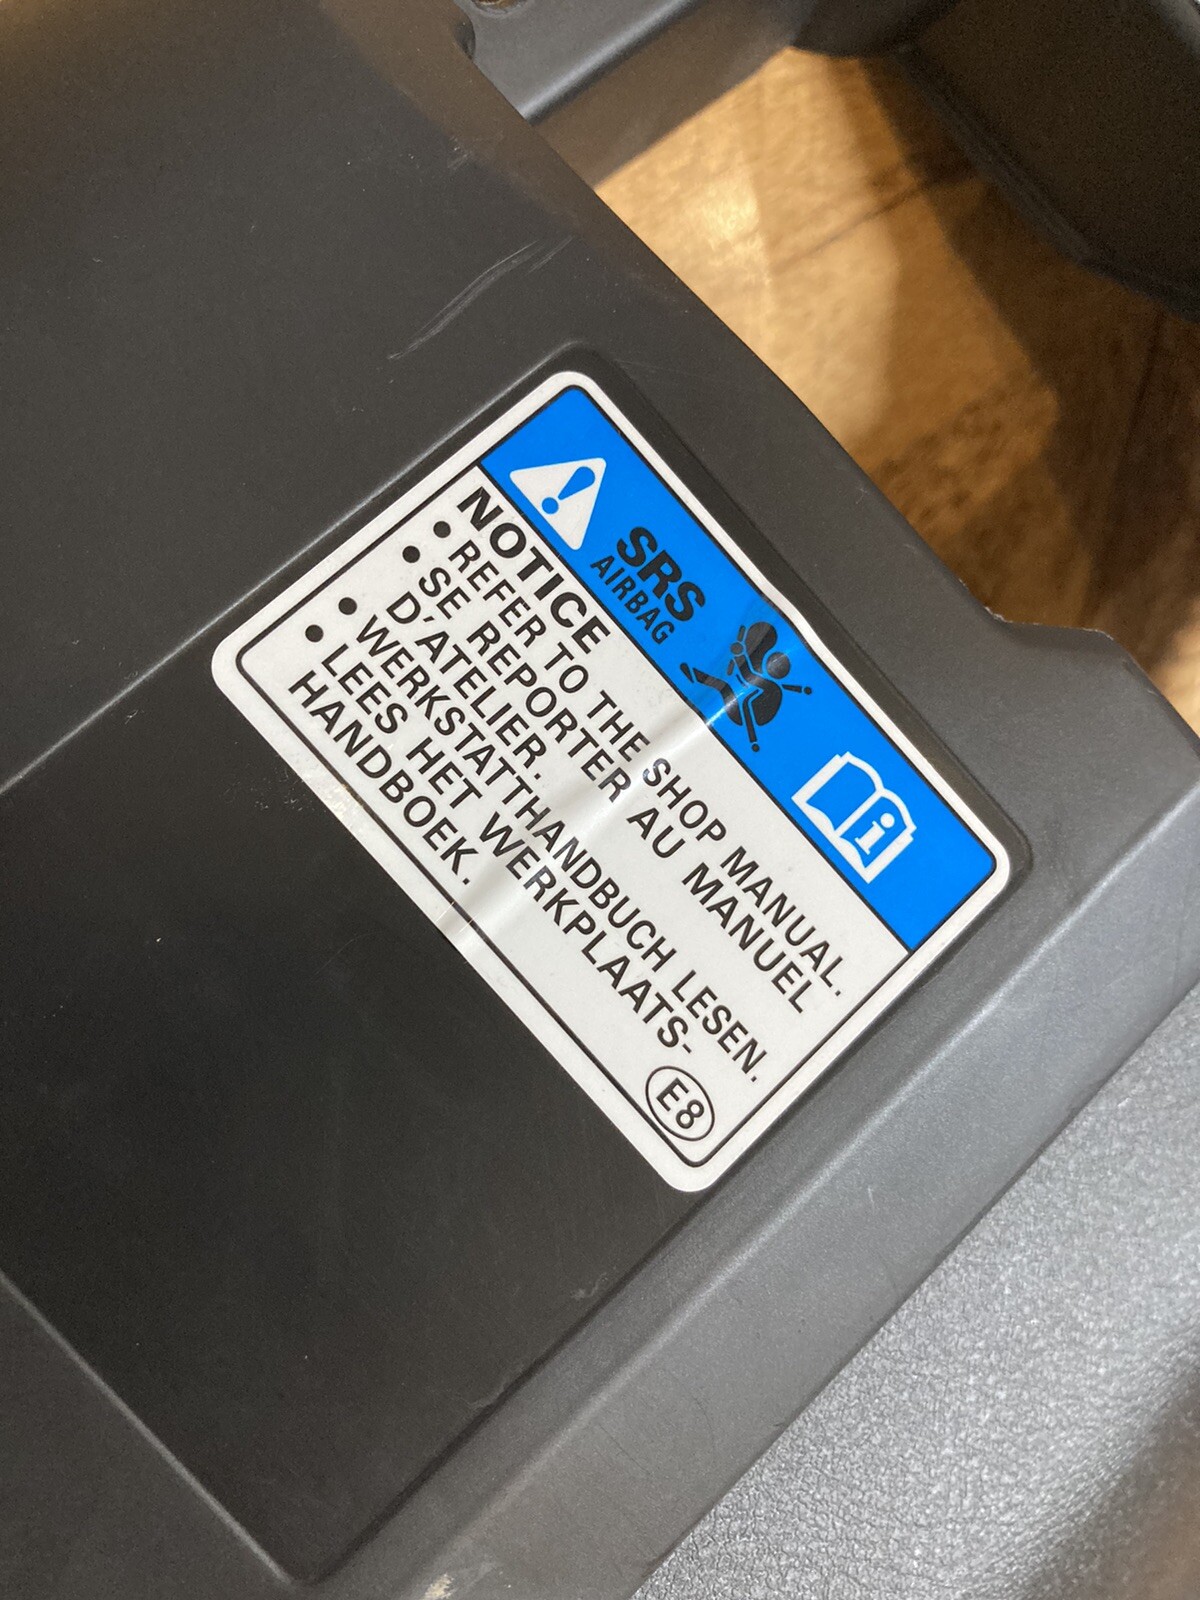 SRS
AIRBAG
i
NOTICE
• REFER TO THE SHOP MANUAL.
• SE REPORTER AU MANUEL
D'ATELIER.
• WERKSTATTHANDBUCH LESEN.
• LEES HET WERKPLAATS-
HANDBOEK.
E8